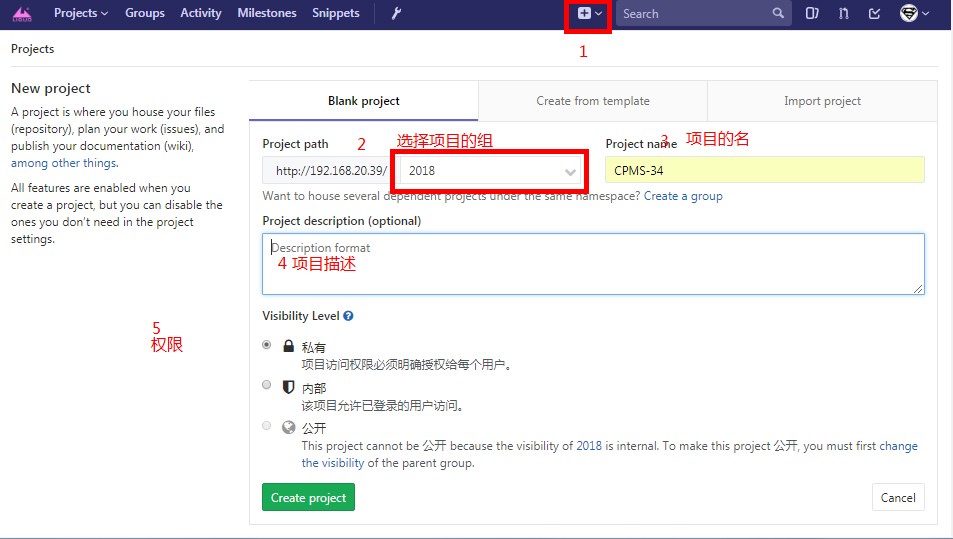 Projects Groups Activity Milestones Snippets Search
1
Projects
New project
A project is where you house your files
(repository), plan your work (issues), and
publish your documentation (wiki),
among other things.
All features are enabled when you
create a project, but you can disable
the ones you don't need in the project
settings.
Blank project Create from template Import project
Project path 2 选择项目的组 Project name 3 项目的名
http://192.168.20.39/ 2018 CPMS-34
Want to house several dependent projects under the same namespace? Create a group
Project description (optional)
Description format
4 项目描述
Visibility Level
5
权限
私有
项目访问权限必须明确授权给每个用户。
内部
该项目允许已登录的用户访问。
公开
This project cannot be 公开 because the visibility of 2018 is internal. To make this project 公开, you must first change
the visibility of the parent group.
Create project Cancel